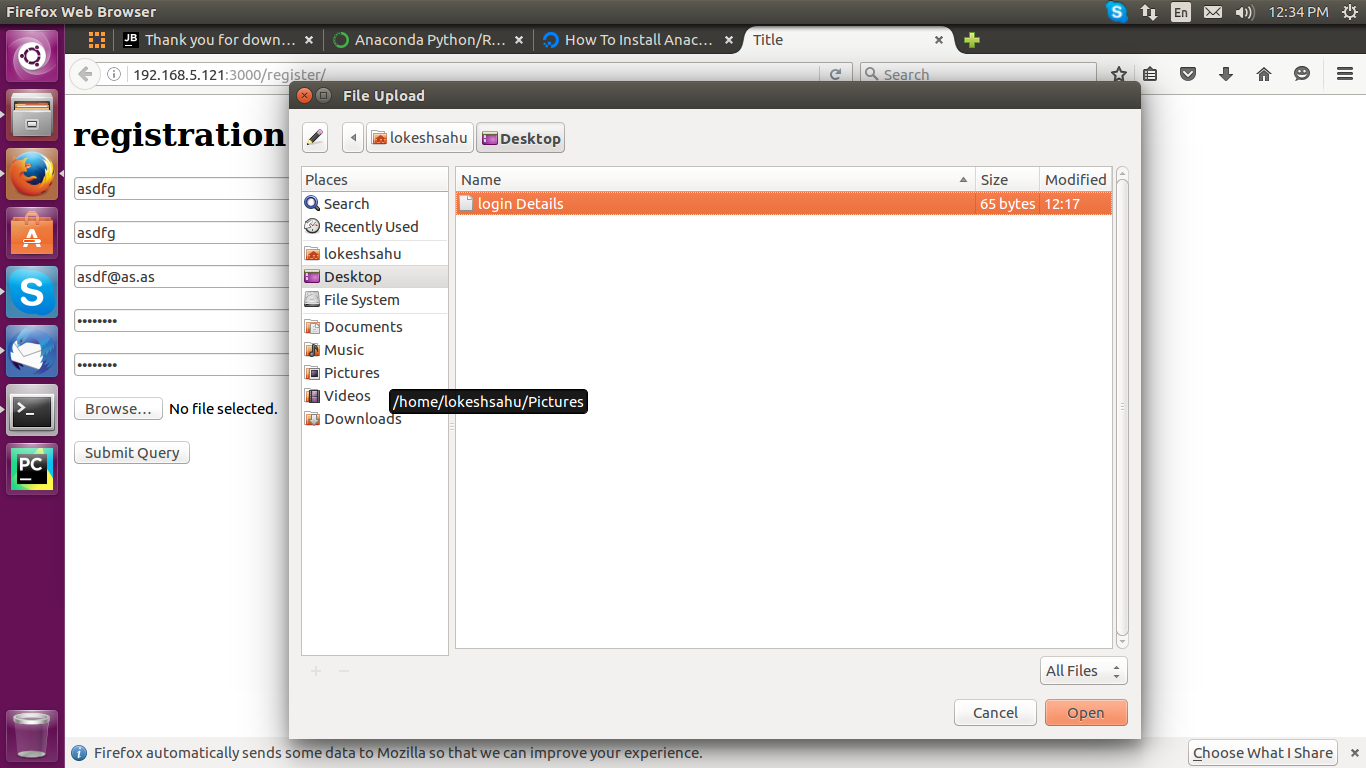 Firefox Web Browser
En
12:34 PM
JB
Thank you for down...
Anaconda Python/R...
How To Install Anac...
Title
192.168.5.121:3000/register/
Search
File Upload
registration
lokeshsahu
Desktop
Places
Name
Size
Modified
asdfg
Search
login Details
65 bytes
12:17
Recently Used
asdfg
lokeshsahu
asdf@as.as
Desktop
File System
••••••••
Documents
Music
••••••••
Pictures
Videos
/home/lokeshsahu/Pictures
Browse...
No file selected.
Downloads
Submit Query
PC
All Files
Cancel
Open
Firefox automatically sends some data to Mozilla so that we can improve your experience.
Choose What I Share